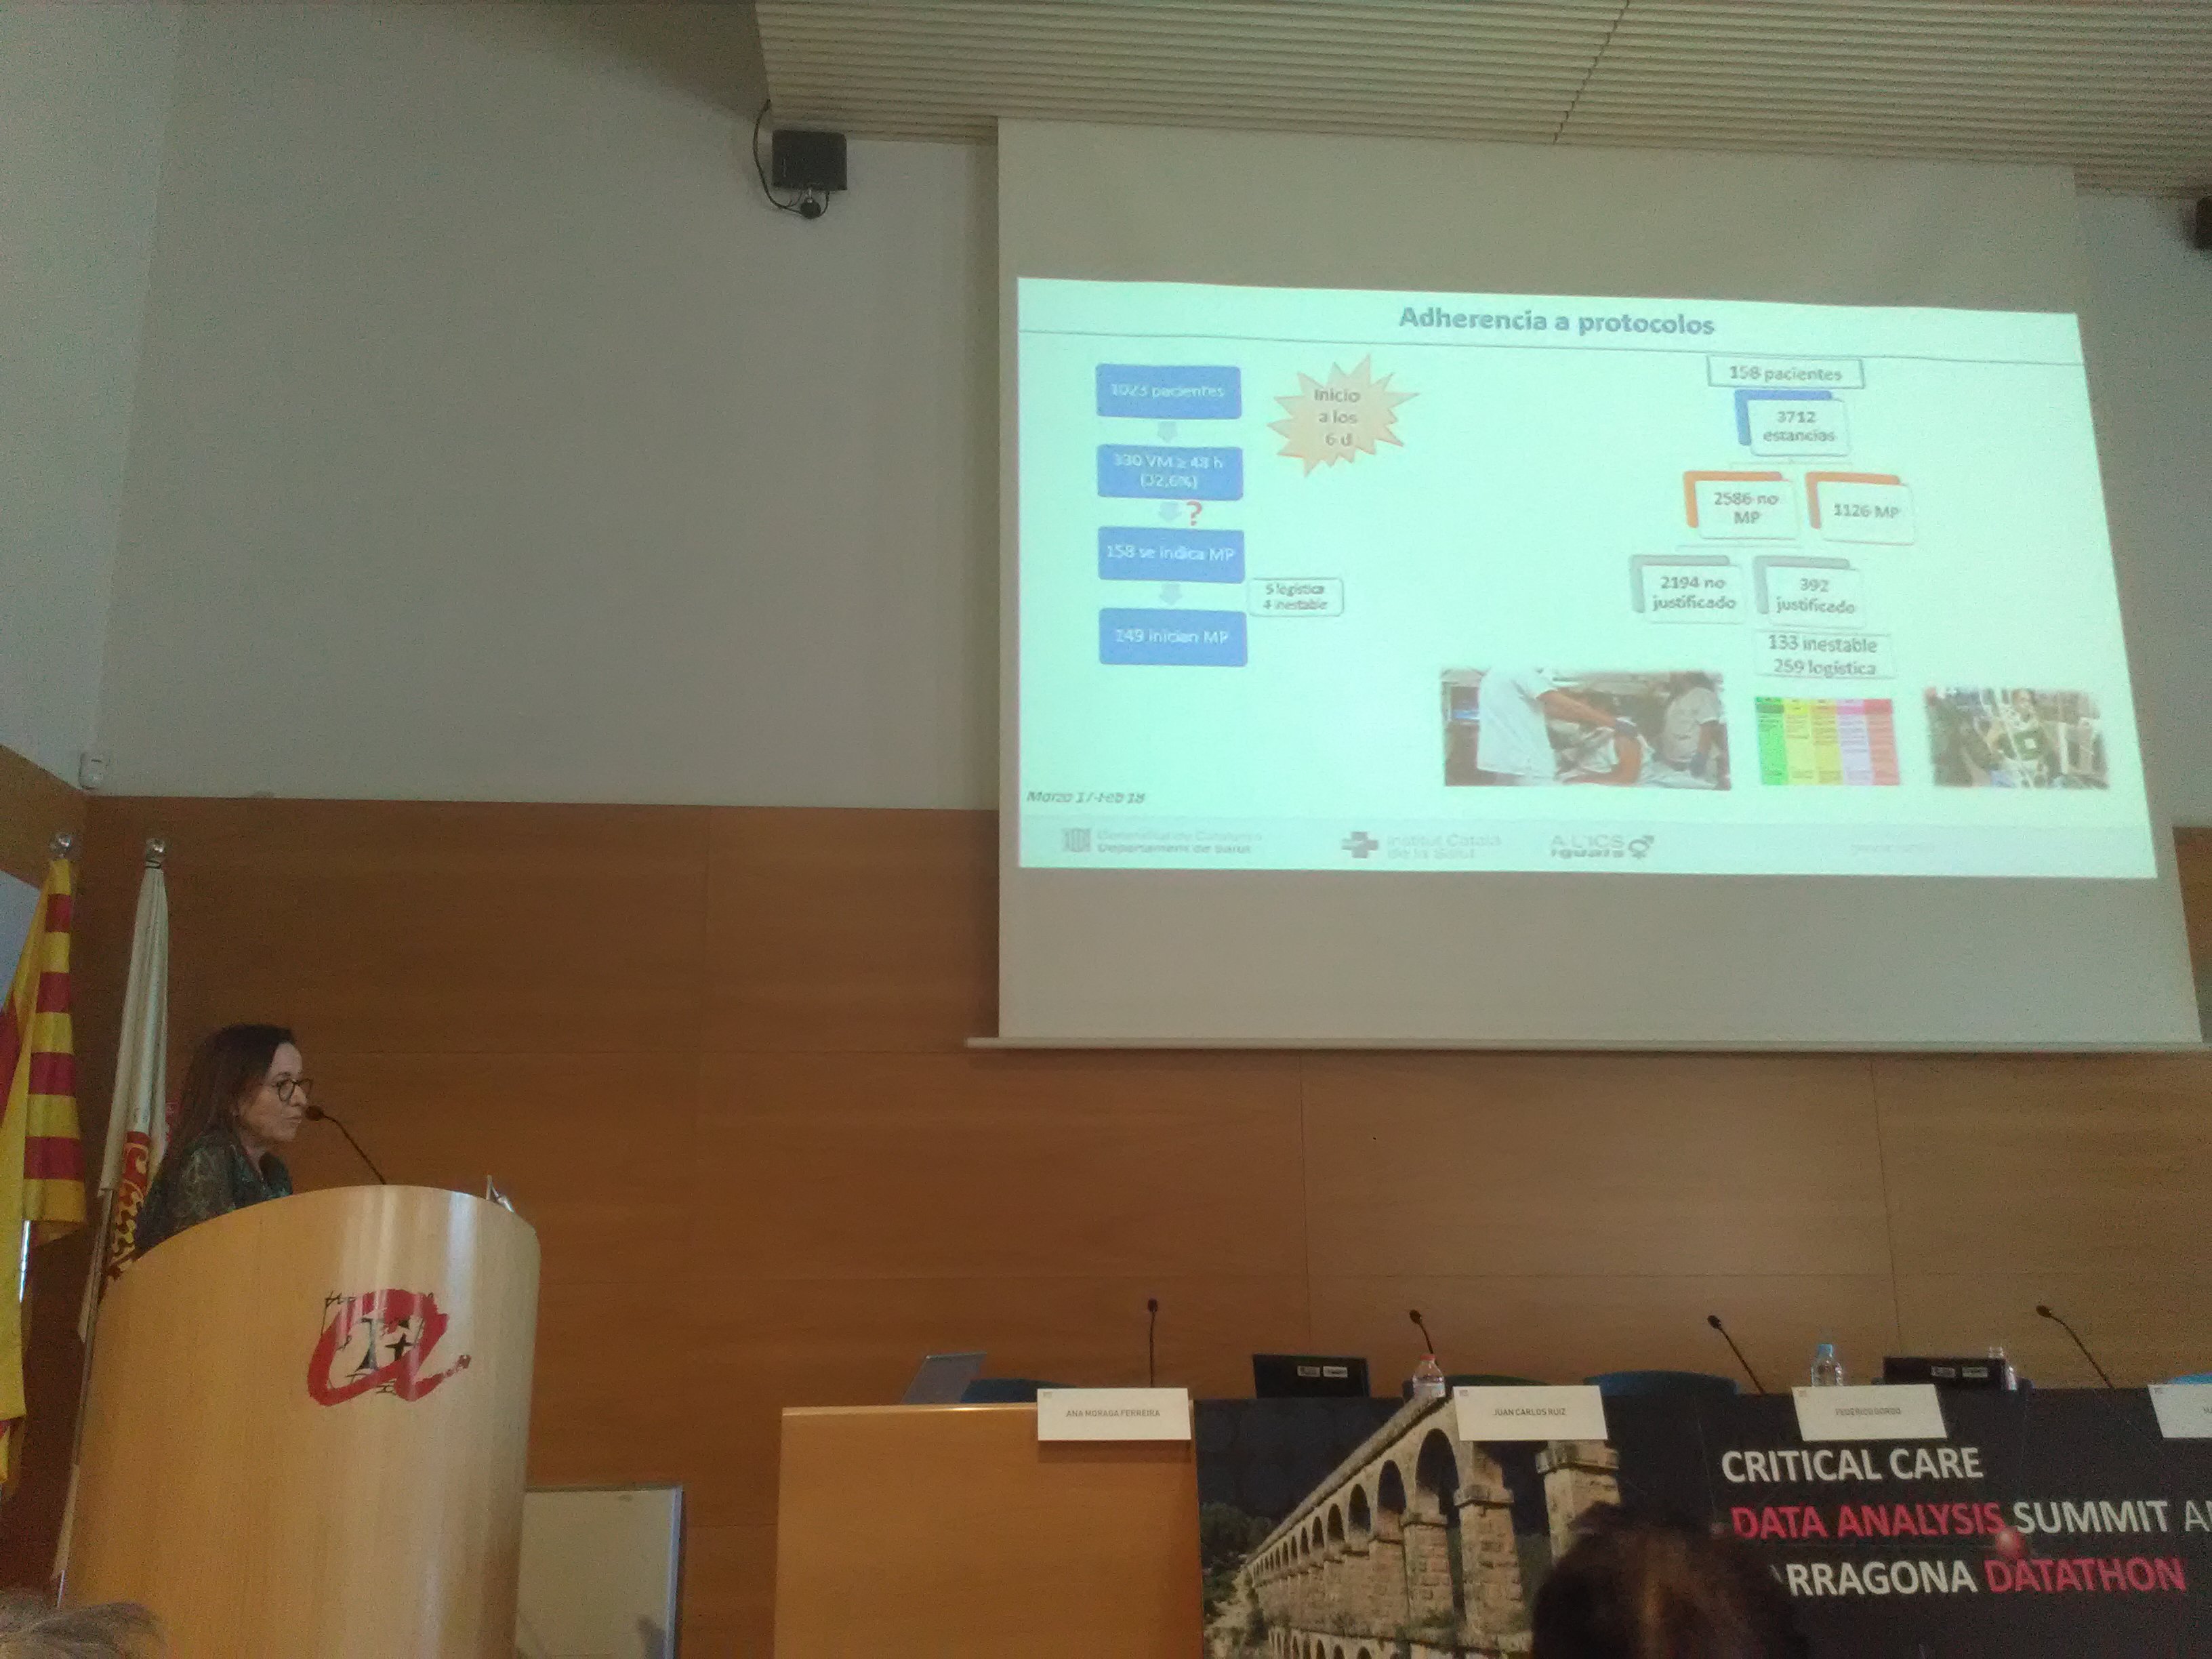 Adherencia a protocolos
1023 pacientes
330 VM ≥ 48 h
(32,6%)
?
158 se indica MP
5 logística
4 inestable
149 inician MP
Inicio
a los
6 d
158 pacientes
3712
estancias
2586 no
MP
1126 MP
2194 no
justificado
392
justificado
133 inestable
259 logística
Marzo 17-Feb 18
Generalitat de Catalunya
Departament de Salut
Institut Català
de la Salut
A L'ICS
iguals
ANA MORAGA FERREIRA
JUAN CARLOS RUIZ
FEDERICO GORDO
CRITICAL CARE
DATA ANALYSIS SUMMIT
RRAGONA DATATHON